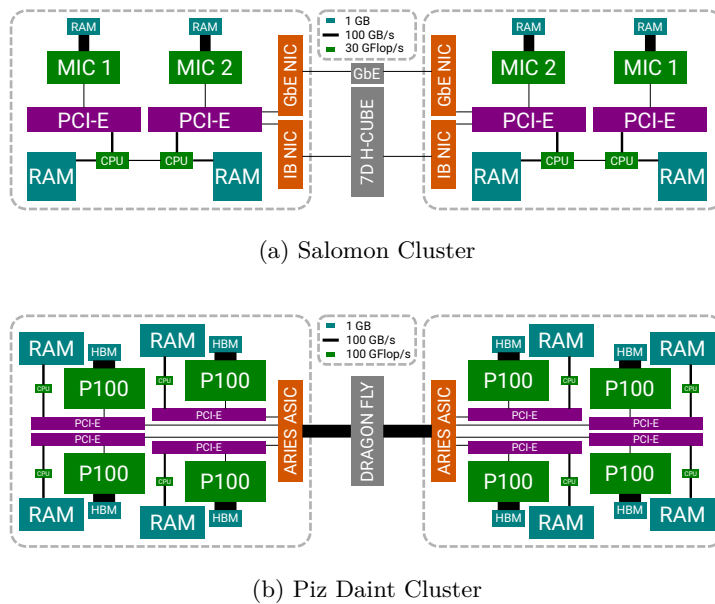 RAM
RAM
1 GB
100 GB/s
30 GFlop/s
RAM
RAM
MIC 1
MIC 2
GbE NIC
GbE
GbE NIC
MIC 2
MIC 1
PCI-E
PCI-E
PCI-E
PCI-E
RAM
CPU
CPU
RAM
IB NIC
7D H-CUBE
IB NIC
RAM
CPU
CPU
RAM
(a) Salomon Cluster
RAM
HBM
RAM
HBM
1 GB
100 GB/s
100 GFlop/s
HBM
RAM
HBM
RAM
CPU
P100
CPU
P100
P100
CPU
P100
CPU
PCI-E
PCI-E
PCI-E
PCI-E
ARIES ASIC
DRAGON FLY
ARIES ASIC
PCI-E
PCI-E
PCI-E
PCI-E
CPU
P100
CPU
P100
P100
CPU
P100
CPU
RAM
HBM
RAM
HBM
HBM
RAM
HBM
RAM
(b) Piz Daint Cluster